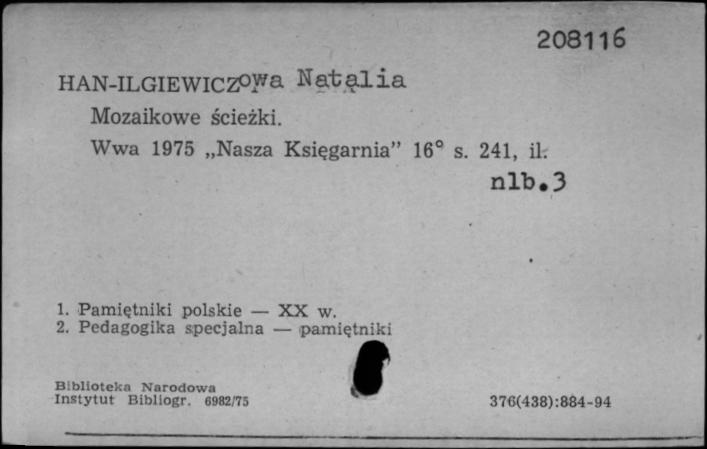 208116
HAN-ILGIEWICZowa Natalia
Mozaikowe ścieżki.
Wwa 1975 „Nasza Księgarnia” 16° s. 241, il.
nlb.3
1. Pamiętniki polskie — XX w.
2. Pedagogika specjalna — pamiętniki
Biblioteka Narodowa
Instytut Bibliogr. 6982/75
376(438):884-94